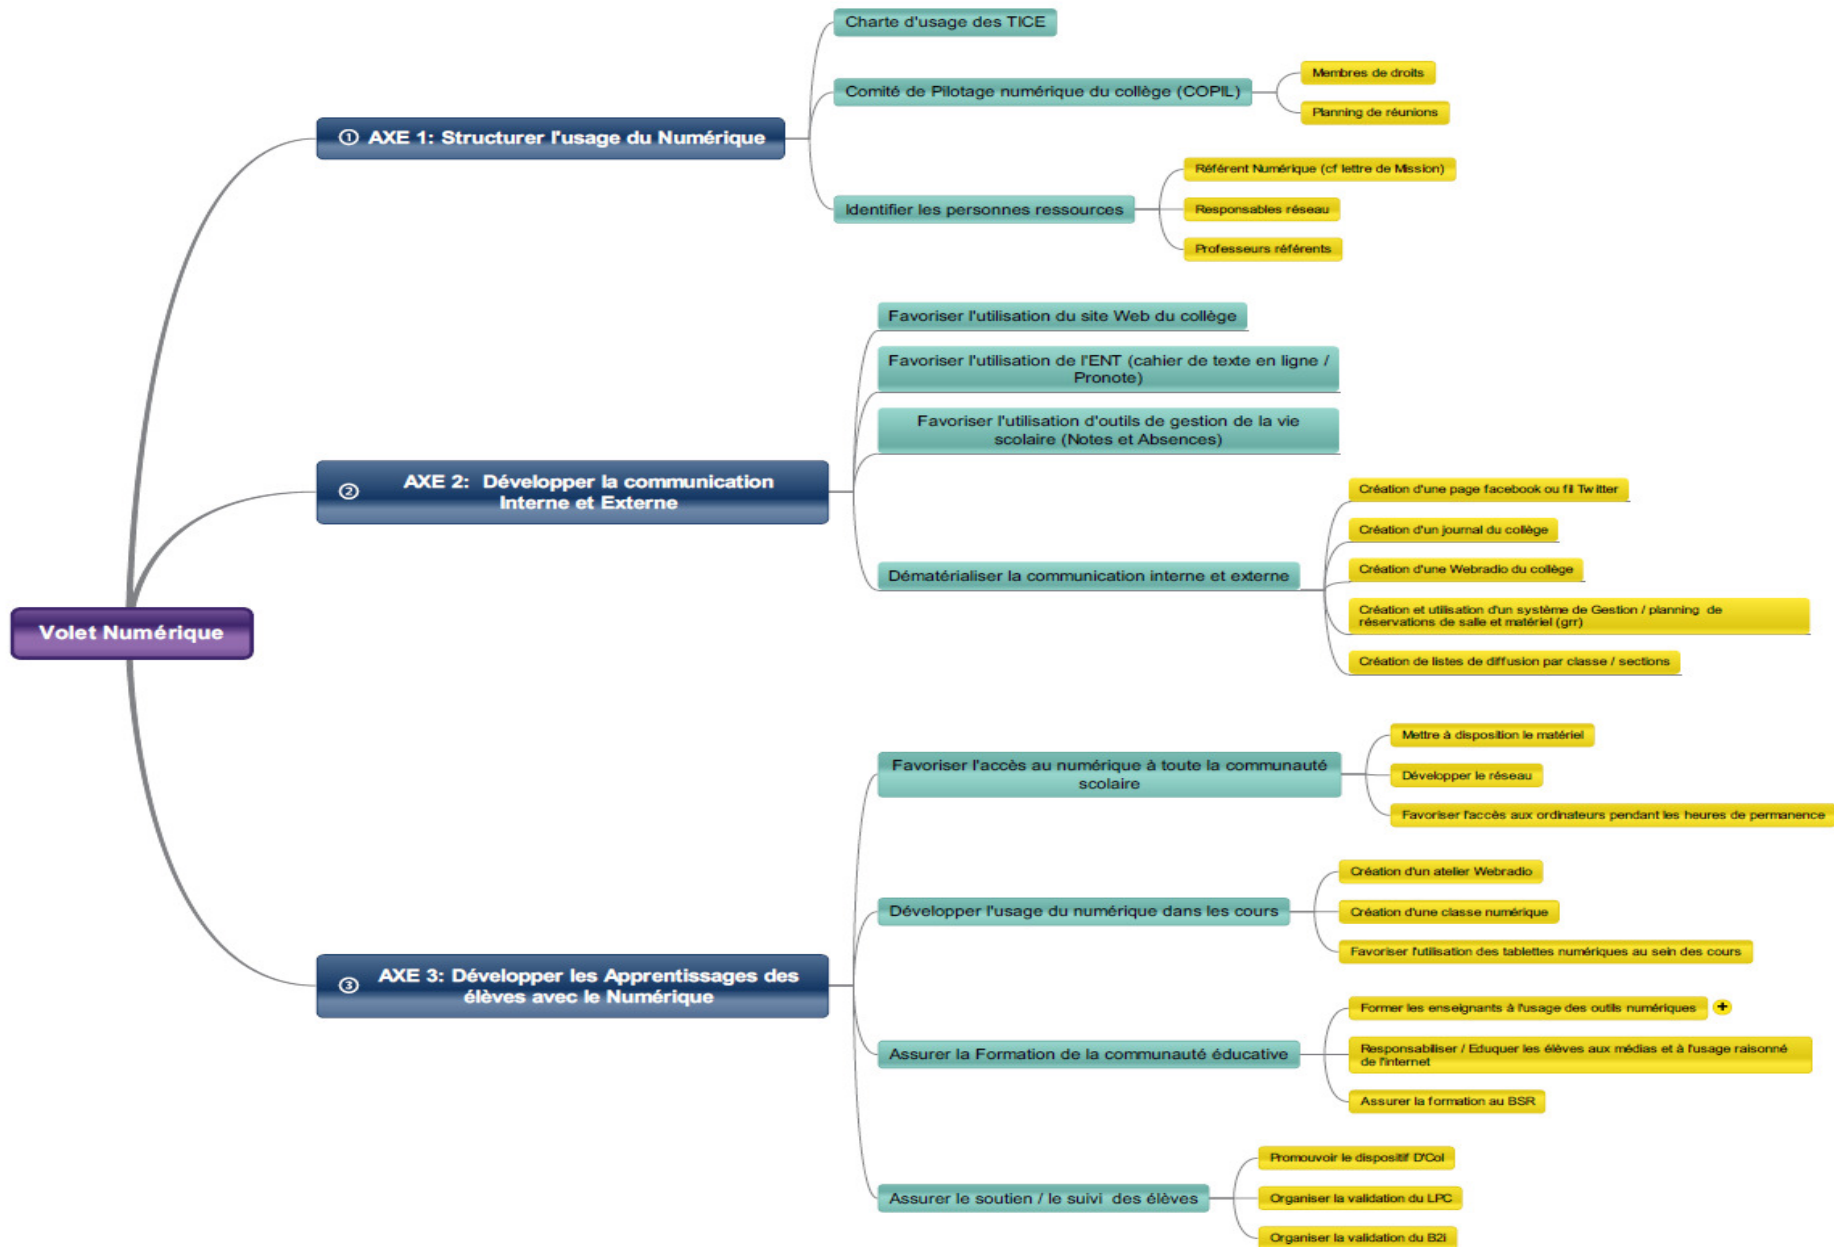 Volet Numérique
① AXE 1: Structurer l'usage du Numérique
Charte d'usage des TICE
Comité de Pilotage numérique du collège (COPIL)
Membres de droits
Planning de réunions
Identifier les personnes ressources
Référent Numérique (cf lettre de Mission)
Responsables réseau
Professeurs référents
② AXE 2: Développer la communication
Interne et Externe
Favoriser l'utilisation du site Web du collège
Favoriser l'utilisation de l'ENT (cahier de texte en ligne /
Pronote)
Favoriser l'utilisation d'outils de gestion de la vie
scolaire (Notes et Absences)
Dématérialiser la communication interne et externe
Création d'une page facebook ou fil Twitter
Création d'un journal du collège
Création d'une Webradio du collège
Création et utilisation d'un système de Gestion / planning de
réservations de salle et matériel (grr)
Création de listes de diffusion par classe / sections
③ AXE 3: Développer les Apprentissages des
élèves avec le Numérique
Favoriser l'accès au numérique à toute la communauté
scolaire
Mettre à disposition le matériel
Développer le réseau
Favoriser l'accès aux ordinateurs pendant les heures de permanence
Développer l'usage du numérique dans les cours
Création d'un atelier Webradio
Création d'une classe numérique
Favoriser l'utilisation des tablettes numériques au sein des cours
Assurer la Formation de la communauté éducative
Former les enseignants à l'usage des outils numériques
Responsabiliser / Eduquer les élèves aux médias et à l'usage raisonné
de l'internet
Assurer la formation au BSR
Assurer le soutien / le suivi des élèves
Promouvoir le dispositif D'Col
Organiser la validation du LPC
Organiser la validation du B2i